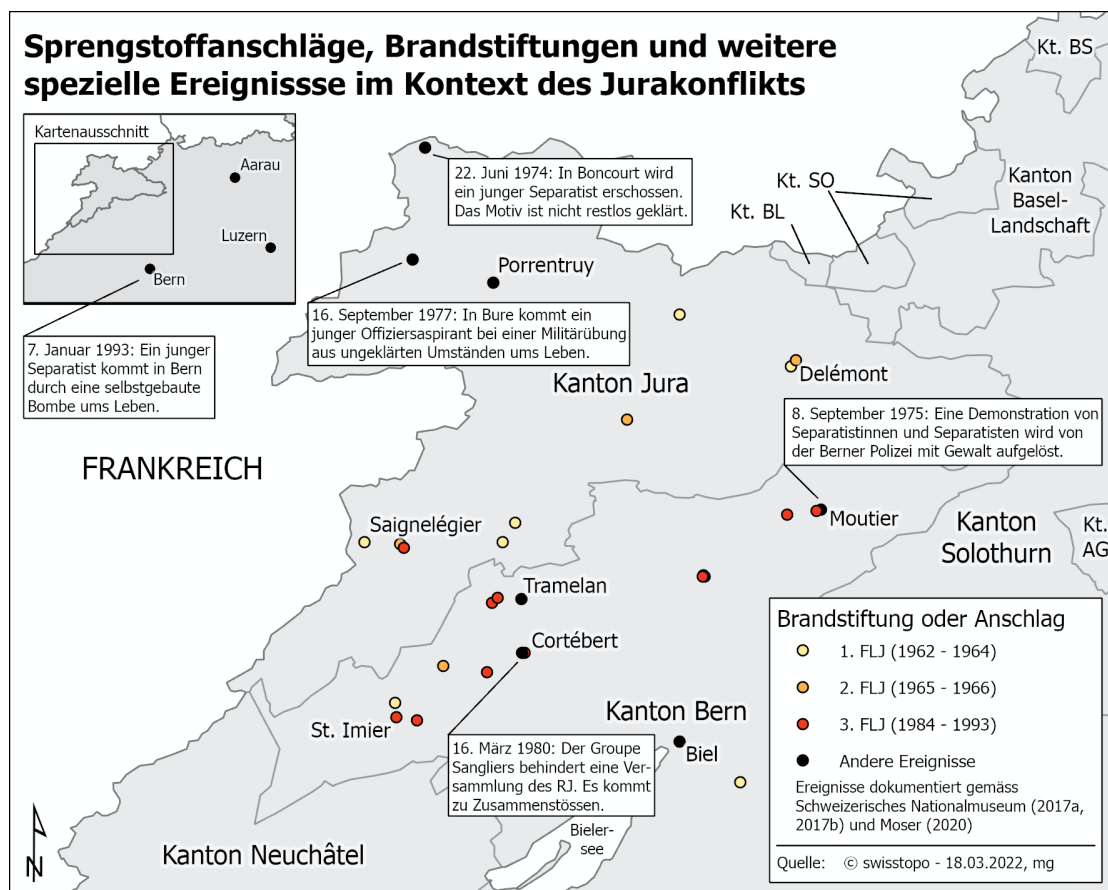 Sprengstoffanschläge, Brandstiftungen und weitere
spezielle Ereignissse im Kontext des Jurakonflikts
Kt. BS
Kartenausschnitt
Aarau
Luzern
Bern
22. Juni 1974: In Boncourt wird
ein junger Separatist erschossen.
Das Motiv ist nicht restlos geklärt.
Kt. SO
Kt. BL
Kanton
Basel-
Landschaft
Porrentruy
16. September 1977: In Bure kommt ein
junger Offiziersaspirant bei einer Militärübung
aus ungeklärten Umständen ums Leben.
7. Januar 1993: Ein junger
Separatist kommt in Bern
durch eine selbstgebaute
Bombe ums Leben.
Kanton Jura
Delémont
8. September 1975: Eine Demonstration von
Separatistinnen und Separatisten wird von
der Berner Polizei mit Gewalt aufgelöst.
FRANKREICH
Saignelégier
Moutier
Kanton
Solothurn
Kt.
AG
Tramelan
Cortébert
St. Imier
Kanton Bern
Biel
16. März 1980: Der Groupe
Sangliers behindert eine Ver-
sammlung des RJ. Es kommt
zu Zusammenstössen.
Bieler-
see
Kanton Neuchâtel
N
Brandstiftung oder Anschlag
1. FLJ (1962 - 1964)
2. FLJ (1965 - 1966)
3. FLJ (1984 - 1993)
Andere Ereignisse
Ereignisse dokumentiert gemäss
Schweizerisches Nationalmuseum (2017a,
2017b) und Moser (2020)
Quelle: © swisstopo - 18.03.2022, mg